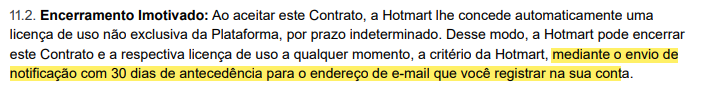 11.2. Encerramento Imotivado: Ao aceitar este Contrato, a Hotmart lhe concede automaticamente uma
licença de uso não exclusiva da Plataforma, por prazo indeterminado. Desse modo, a Hotmart pode encerrar
este Contrato e a respectiva licença de uso a qualquer momento, a critério da Hotmart, mediante o envio de
notificação com 30 dias de antecedência para o endereço de e-mail que você registrar na sua conta.